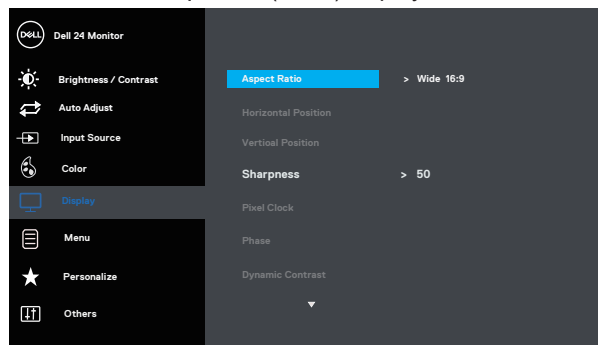 DELL
Dell 24 Monitor
Brightness / Contrast
Auto Adjust
Input Source
Color
Display
Menu
Personalize
Others
Aspect Ratio > Wide 16:9
Horizontal Position
Vertical Position
Sharpness > 50
Pixel Clock
Phase
Dynamic Contrast